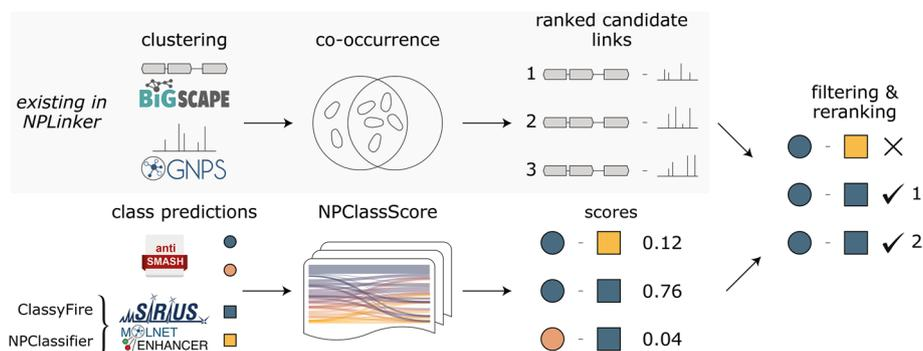 clustering
BiG SCAPE
GNPS
existing in
NPLinker
co-occurrence
ranked candidate
links
1 -
2 -
3 -
class predictions
anti
SMASH
ClassyFire
NPClassifier
SIRIUS
MOLNET
ENHANCER
NPClassScore
scores
- 0.12
- 0.76
- 0.04
filtering &
reranking
-
- 1
- 2